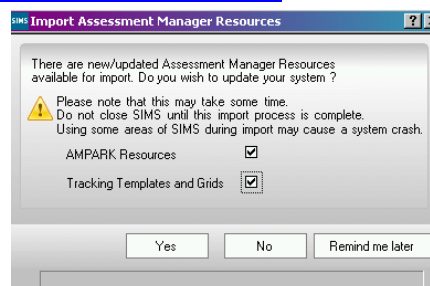 SIMS Import Assessment Manager Resources
There are new/updated Assessment Manager Resources
available for import. Do you wish to update your system ?
Please note that this may take some time.
Do not close SIMS until this import process is complete.
Using some areas of SIMS during import may cause a system crash.
AMPARK Resources
Tracking Templates and Grids
Yes No Remind me later